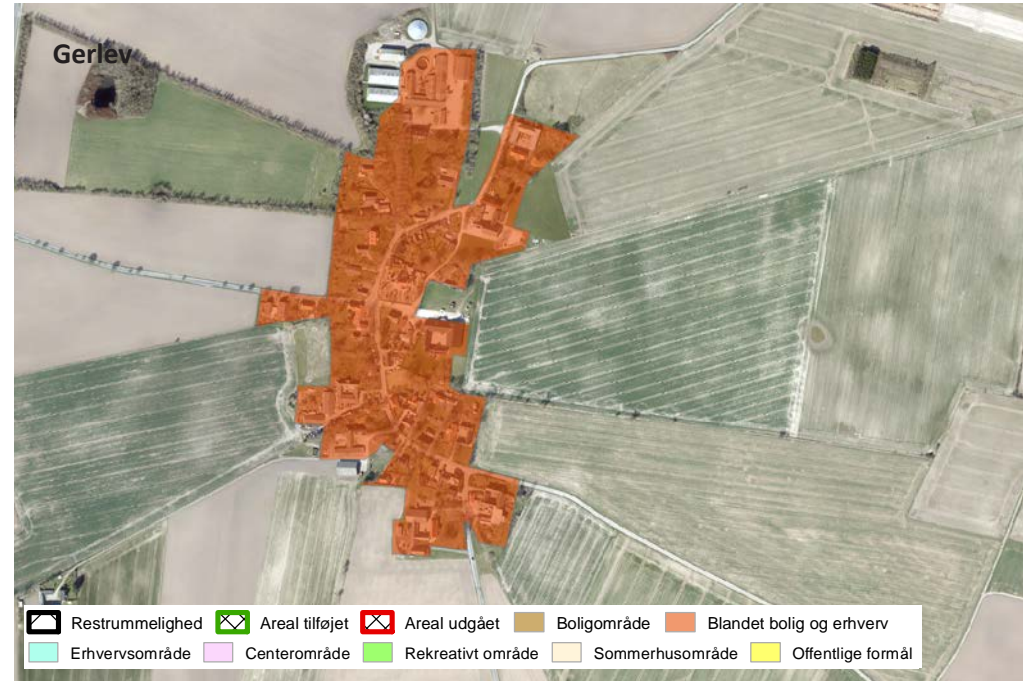 Gerlev
Restrummelighed Areal tilføjet Areal udgået Boligområde Blandet bolig og erhverv
Erhvervsområde Centerområde Rekreativt område Sommerhusområde Offentlige formål